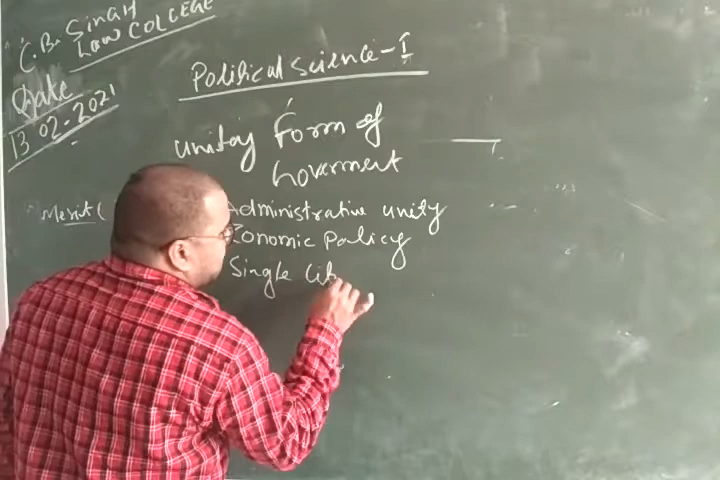 C.B. Singh
Law COLLEGE
Date
13-02-2021
Political Science-I
unitay Form of
Goverment
Merit (
Administrative unity
Economic Policy
Single Cit